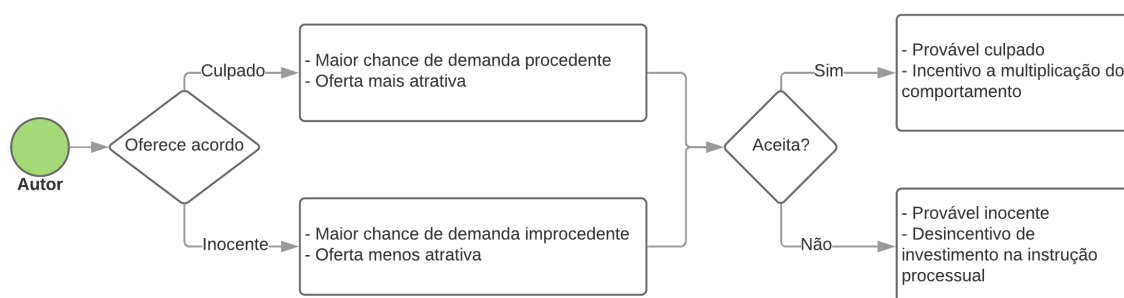 Autor
Oferece acordo
Culpado
- Maior chance de demanda procedente
- Oferta mais atrativa
Inocente
- Maior chance de demanda improcedente
- Oferta menos atrativa
Aceita?
Sim
- Provável culpado
- Incentivo a multiplicação do
comportamento
Não
- Provável inocente
- Desincentivo de
investimento na instrução
processual